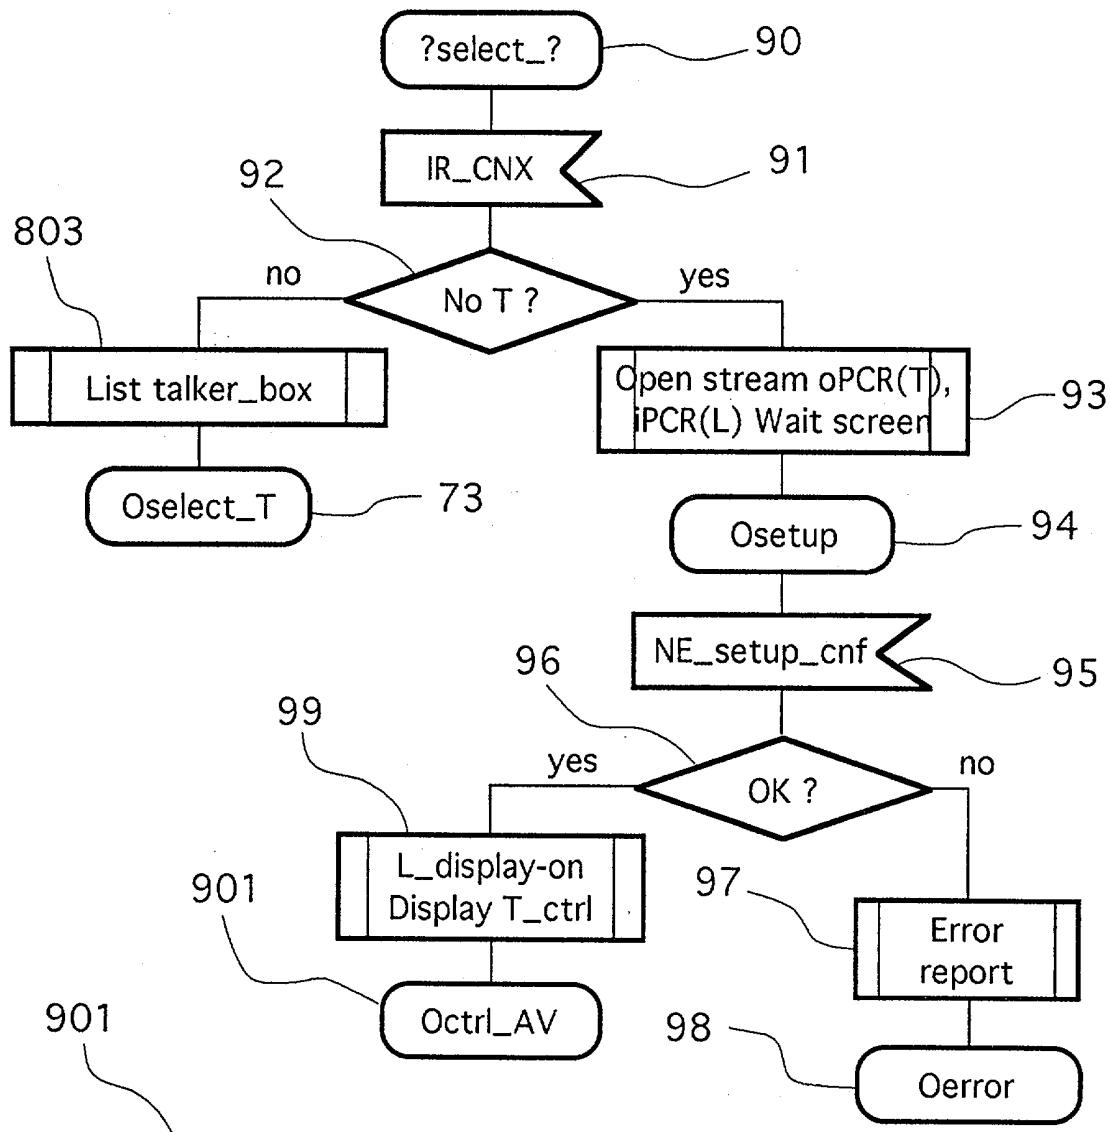 ?select_?
90
IR_CNX
91
92
803
no
No T ?
yes
List talker_box
Open stream oPCR(T),
iPCR(L) Wait screen
93
Oselect_T
73
Osetup
94
NE_setup_cnf
95
96
99
yes
OK ?
no
L_display-on
Display T_ctrl
901
97
Error
report
Octrl_AV
901
98
Oerror